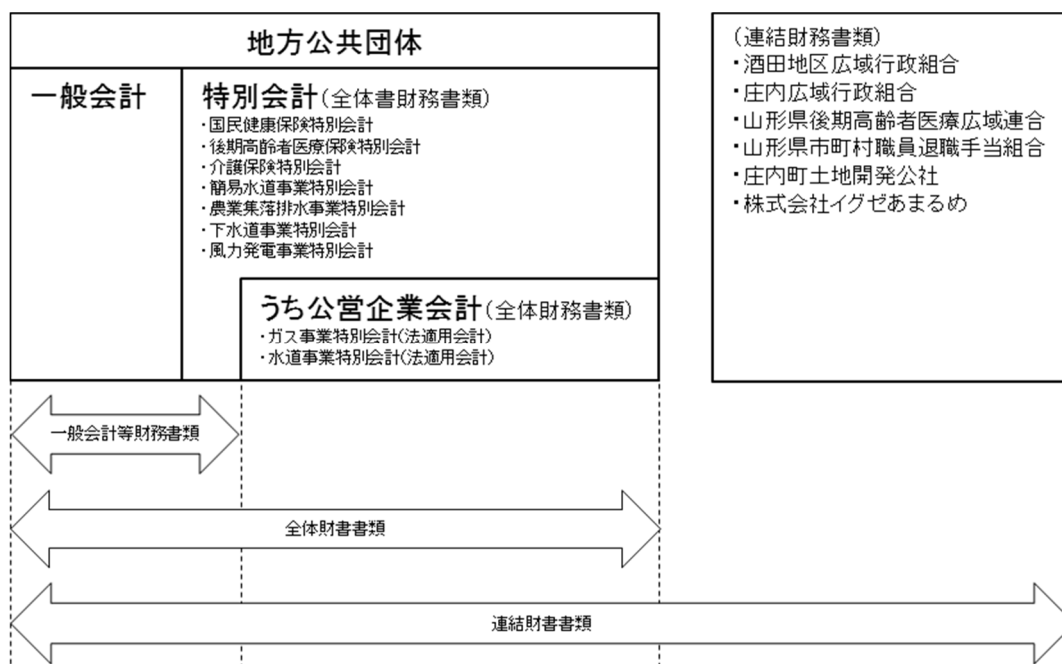 地方公共団体
一般会計
特別会計(全体書財務書類)
・国民健康保険特別会計
・後期高齢者医療保険特別会計
・介護保険特別会計
・簡易水道事業特別会計
・農業集落排水事業特別会計
・下水道事業特別会計
・風力発電事業特別会計
うち公営企業会計(全体財務書類)
・ガス事業特別会計(法適用会計)
・水道事業特別会計(法適用会計)
(連結財務書類)
・酒田地区広域行政組合
・庄内広域行政組合
・山形県後期高齢者医療広域連合
・山形県市町村職員退職手当組合
・庄内町土地開発公社
・株式会社イグゼあまるめ
一般会計等財務書類
全体財書書類
連結財書書類